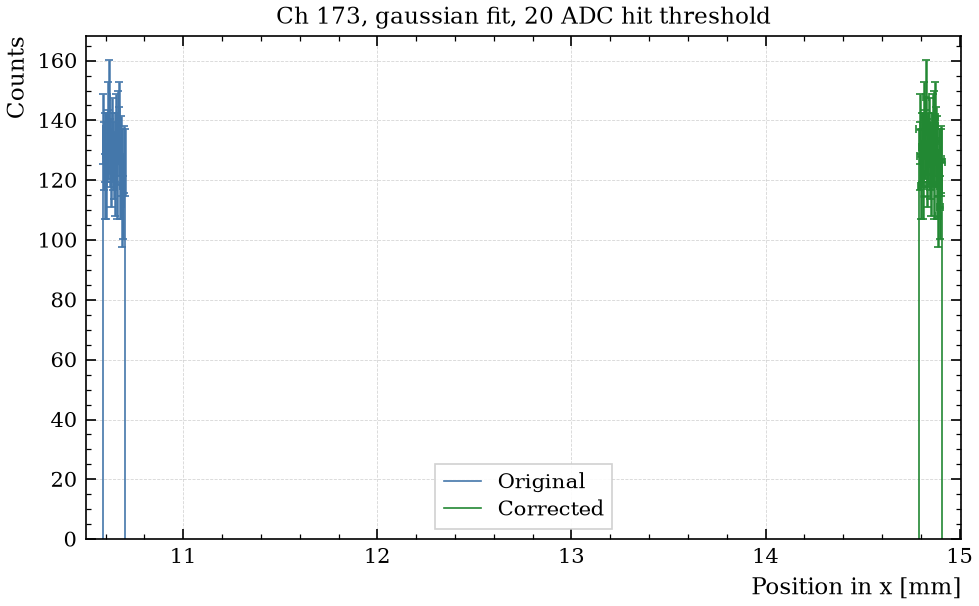 Ch 173, gaussian fit, 20 ADC hit threshold
Counts
160
140
120
100
80
60
40
20
0
Original
Corrected
11
12
13
14
15
Position in x [mm]